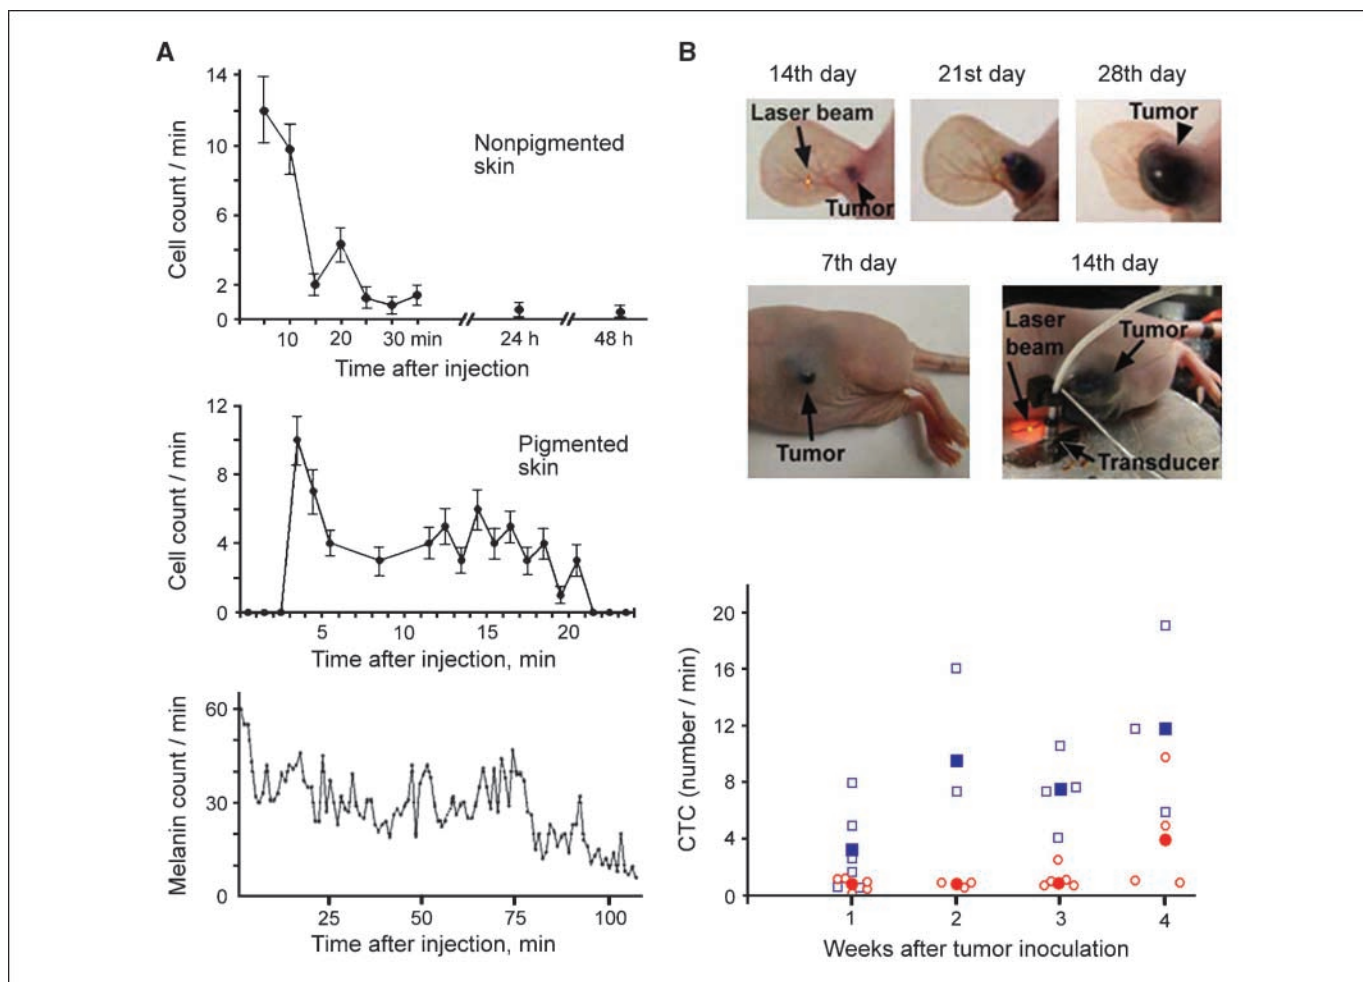 A
14
10
6
2
0
Cell count / min
Nonpigmented
skin
10
20
30 min
24 h
48 h
Time after injection
12
8
4
0
Cell count / min
Pigmented
skin
5
10
15
20
Time after injection, min
60
30
0
Melanin count / min
25
50
75
100
Time after injection, min
B
14th day
21st day
28th day
Laser beam
Tumor
Tumor
7th day
14th day
Tumor
Laser
beam
Tumor
Transducer
20
16
12
8
4
0
CTC (number / min)
1
2
3
4
Weeks after tumor inoculation